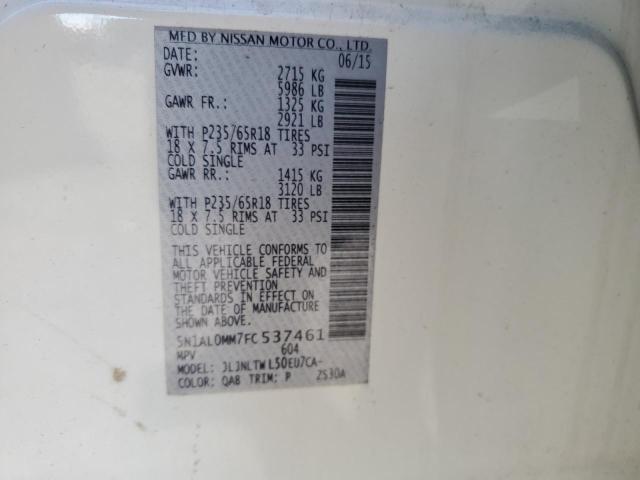 MFD BY NISSAN MOTOR CO., LTD.
DATE: 06/15
GVWR: 2715 KG
5986 LB
GAWR FR.: 1325 KG
2921 LB
WITH P235/65R18 TIRES
18 X 7.5 RIMS AT 33 PSI
COLD SINGLE
GAWR RR.: 1415 KG
3120 LB
WITH P235/65R18 TIRES
18 X 7.5 RIMS AT 33 PSI
COLD SINGLE
THIS VEHICLE CONFORMS TO
ALL APPLICABLE FEDERAL
MOTOR VEHICLE SAFETY AND
THEFT PREVENTION
STANDARDS IN EFFECT ON
THE DATE OF MANUFACTURE
SHOWN ABOVE.
5N1AL0MM7FC 537461
MPV 604
MODEL: JLJNLTW L50EU7CA-
COLOR: QAB TRIM: P ZS30A